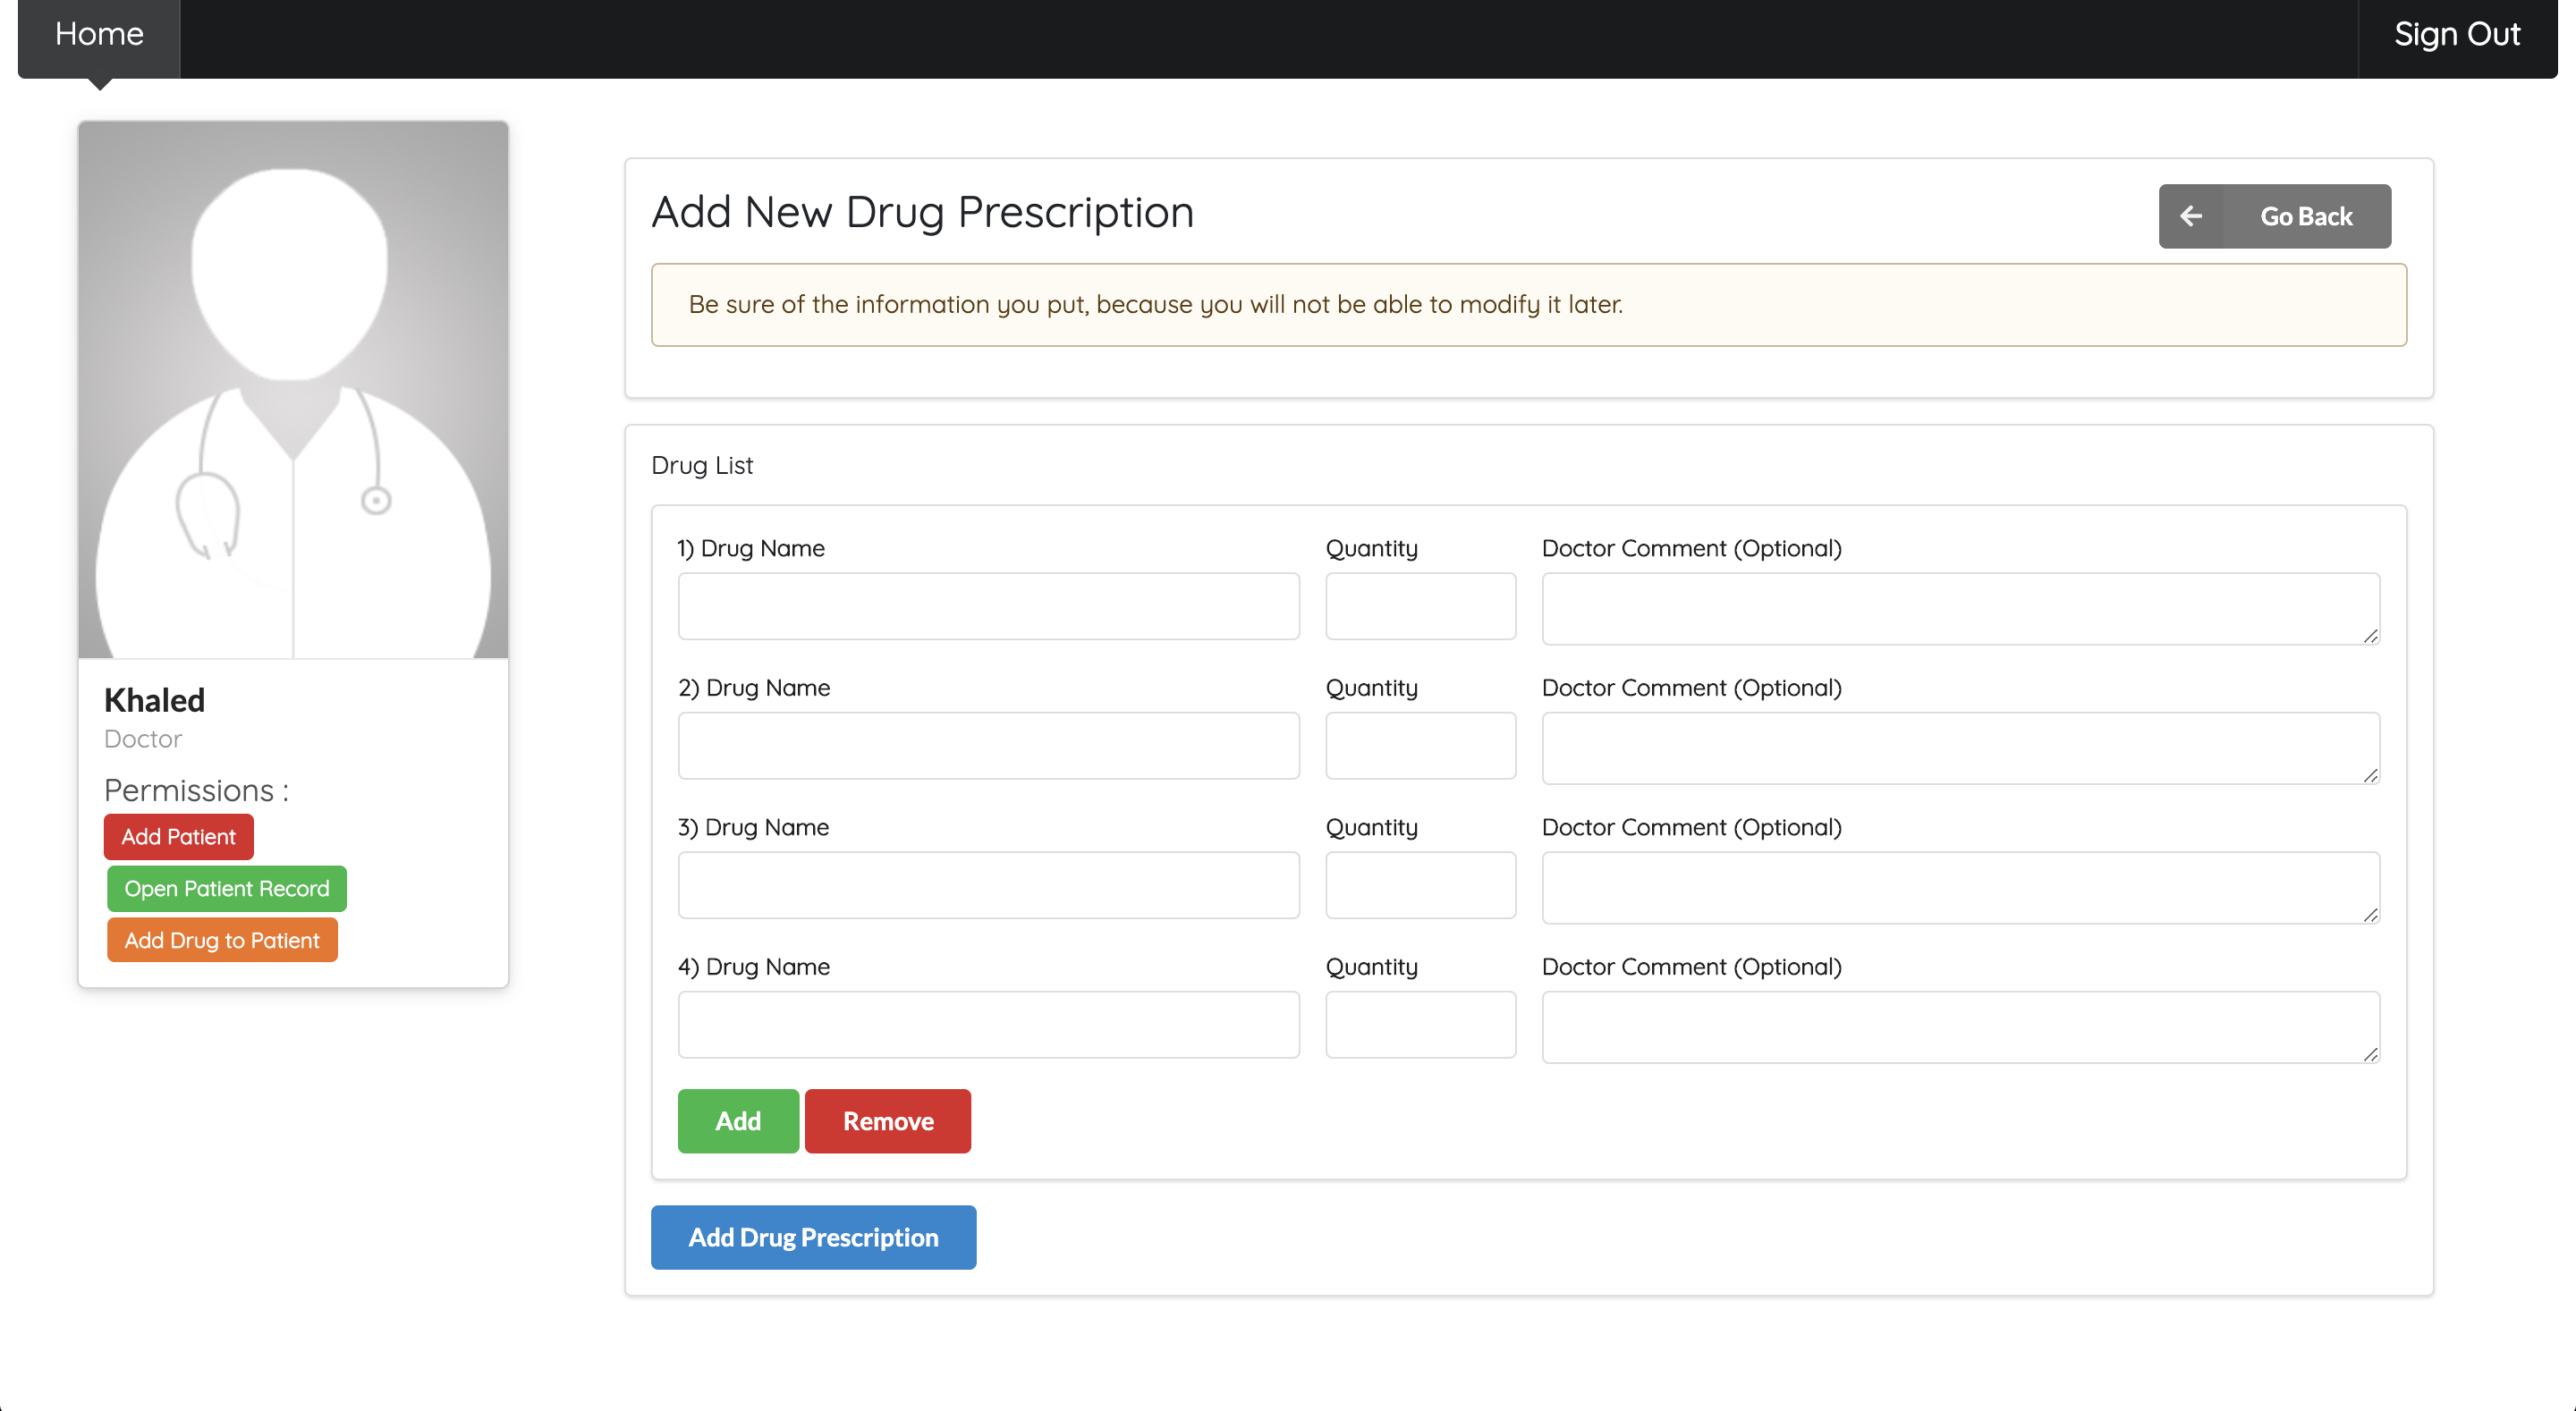 Home
Sign Out
Khaled
Doctor
Permissions :
Add Patient
Open Patient Record
Add Drug to Patient
Add New Drug Prescription
Go Back
Be sure of the information you put, because you will not be able to modify it later.
Drug List
1) Drug Name Quantity Doctor Comment (Optional)
2) Drug Name Quantity Doctor Comment (Optional)
3) Drug Name Quantity Doctor Comment (Optional)
4) Drug Name Quantity Doctor Comment (Optional)
Add Remove
Add Drug Prescription